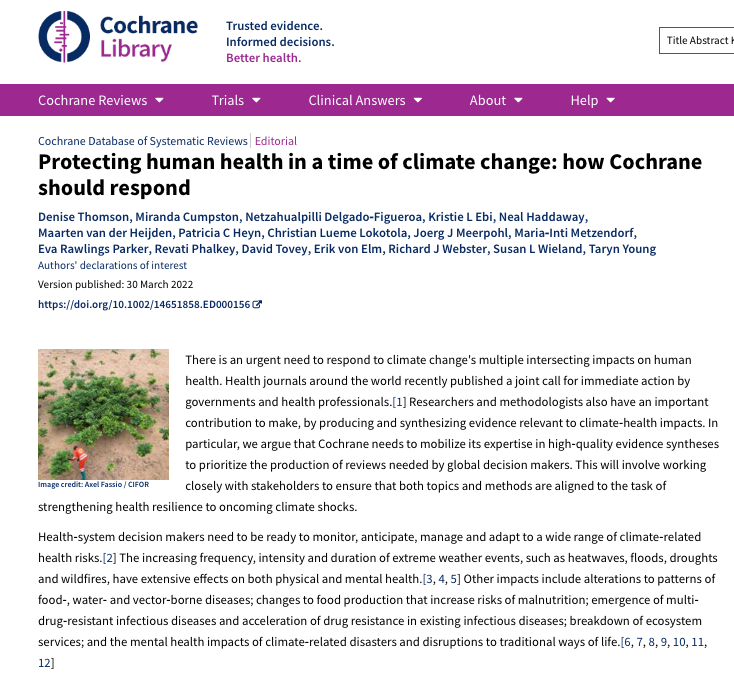 Cochrane
Library
Trusted evidence.
Informed decisions.
Better health.
Title Abstract K
Cochrane Reviews
Trials
Clinical Answers
About
Help
Cochrane Database of Systematic Reviews | Editorial
Protecting human health in a time of climate change: how Cochrane
should respond
Denise Thomson, Miranda Cumpston, Netzahualpilli Delgado-Figueroa, Kristie L Ebi, Neal Haddaway,
Maarten van der Heijden, Patricia C Heyn, Christian Lueme Lokotola, Joerg J Meerpohl, Maria-Inti Metzendorf,
Eva Rawlings Parker, Revati Phalkey, David Tovey, Erik von Elm, Richard J Webster, Susan L Wieland, Taryn Young
Authors' declarations of interest
Version published: 30 March 2022
https://doi.org/10.1002/14651858.ED000156
There is an urgent need to respond to climate change's multiple intersecting impacts on human
health. Health journals around the world recently published a joint call for immediate action by
governments and health professionals.[1] Researchers and methodologists also have an important
contribution to make, by producing and synthesizing evidence relevant to climate-health impacts. In
particular, we argue that Cochrane needs to mobilize its expertise in high-quality evidence syntheses
to prioritize the production of reviews needed by global decision makers. This will involve working
closely with stakeholders to ensure that both topics and methods are aligned to the task of
Image credit: Axel Fassio / CIFOR
strengthening health resilience to oncoming climate shocks.
Health-system decision makers need to be ready to monitor, anticipate, manage and adapt to a wide range of climate-related
health risks.[2] The increasing frequency, intensity and duration of extreme weather events, such as heatwaves, floods, droughts
and wildfires, have extensive effects on both physical and mental health.[3, 4, 5] Other impacts include alterations to patterns of
food-, water- and vector-borne diseases; changes to food production that increase risks of malnutrition; emergence of multi-
drug-resistant infectious diseases and acceleration of drug resistance in existing infectious diseases; breakdown of ecosystem
services; and the mental health impacts of climate-related disasters and disruptions to traditional ways of life.[6, 7, 8, 9, 10, 11,
12]